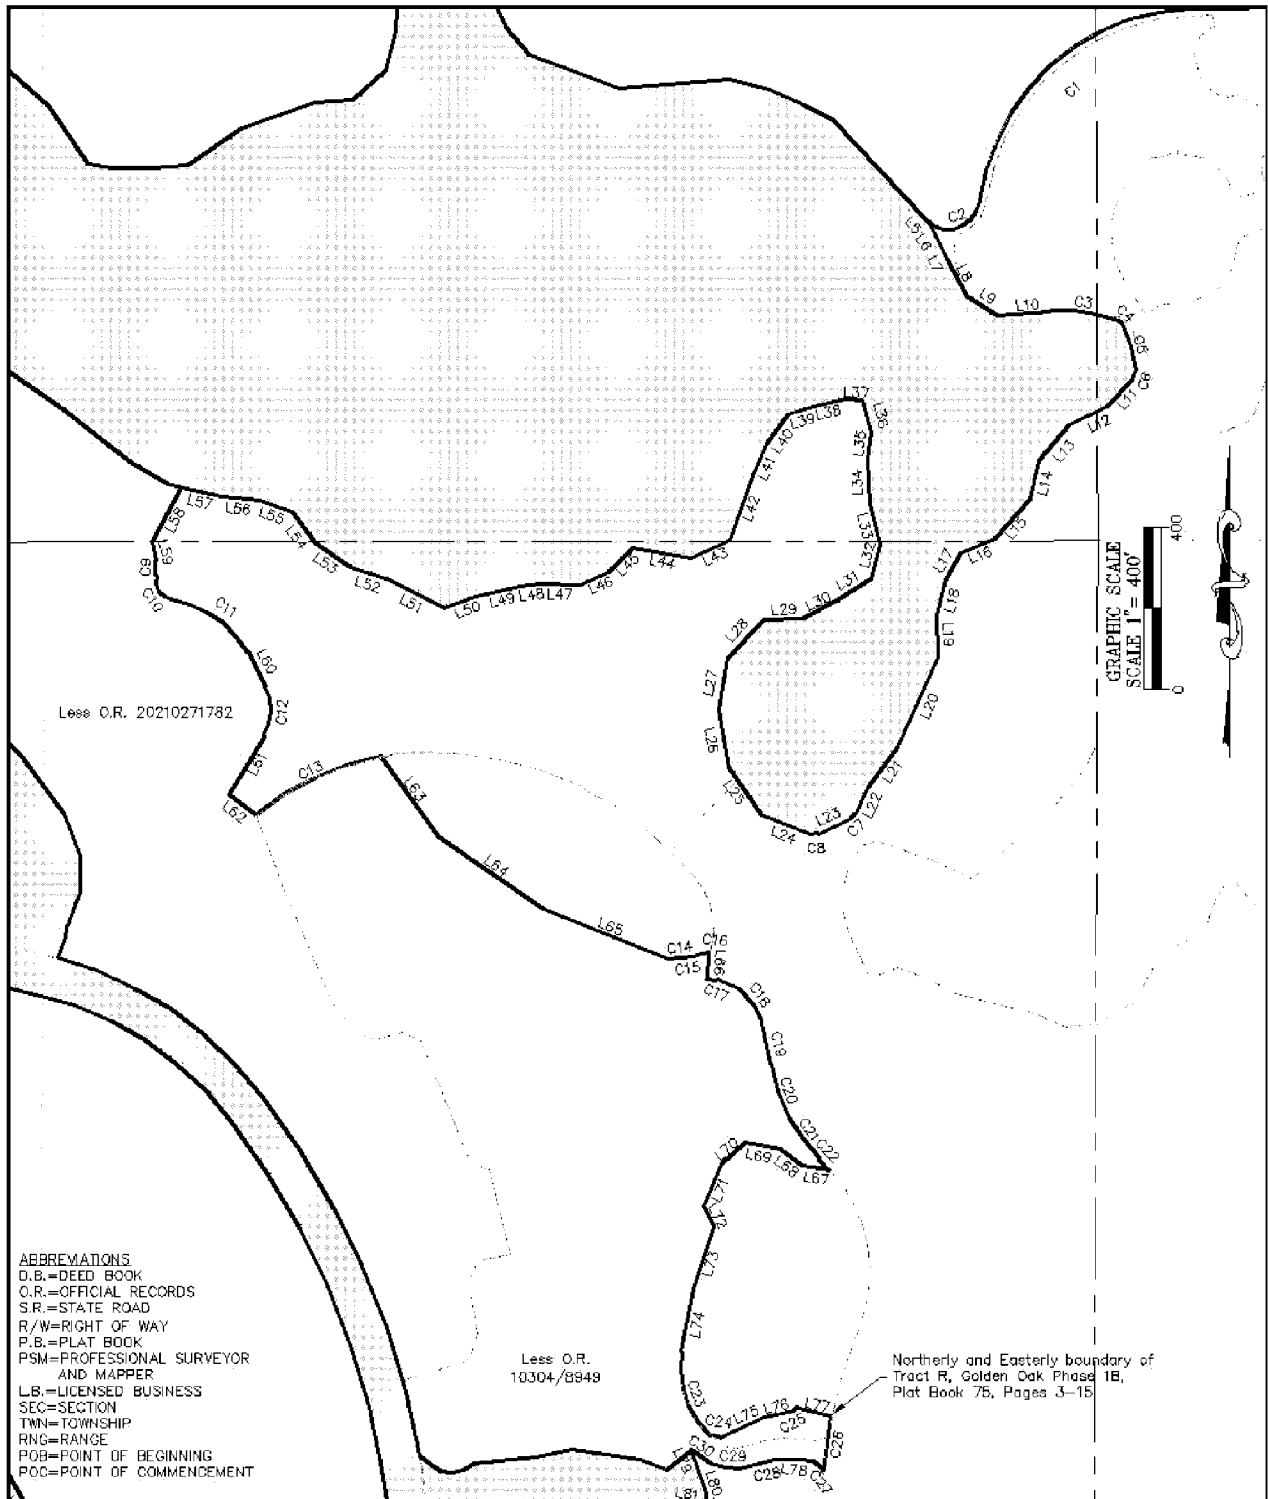 C1
C2
L5
L6
L7
L8
L9
L10
C3
C4
C5
C6
L11
L12
L13
L14
L15
L16
L17
L18
L19
L20
L21
L22
C7
L23
C8
L24
L25
L26
L27
L28
L29
L30
L31
L32
L33
L34
L35
L36
L37
L38
L39
L40
L41
L42
L43
L44
L45
L46
L47
L48
L49
L50
L51
L52
L53
L54
L55
L56
L57
L58
L59
C9
C10
C11
L60
C12
L61
L62
C13
L63
L64
L65
C14
C15
C16
L66
C17
C18
C19
C20
C21
C22
L67
L68
L69
L70
L71
L72
L73
L74
C23
C24
L75
L76
C25
L77
C26
C27
L78
C28
C29
C30
L79
L80
L81
GRAPHIC SCALE
SCALE 1"= 400'
0
400
Less O.R. 20210271782
Less O.R.
10304/8949
Northerly and Easterly boundary of
Tract R, Golden Oak Phase 1B,
Plat Book 75, Pages 3-15
ABBREVIATIONS
D.B.=DEED BOOK
O.R.=OFFICIAL RECORDS
S.R.=STATE ROAD
R/W=RIGHT OF WAY
P.B.=PLAT BOOK
PSM=PROFESSIONAL SURVEYOR
AND MAPPER
L.B.=LICENSED BUSINESS
SEC=SECTION
TWN=TOWNSHIP
RNG=RANGE
POB=POINT OF BEGINNING
POC=POINT OF COMMENCEMENT